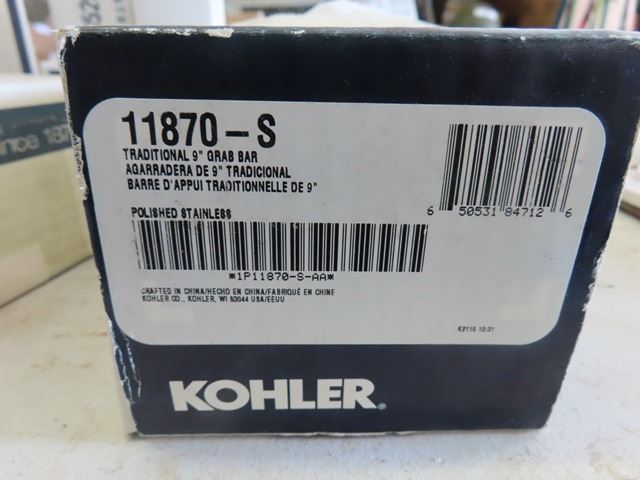 11870-S
TRADITIONAL 9" GRAB BAR
AGARRADERA DE 9" TRADICIONAL
BARRE D'APPUI TRADITIONNELLE DE 9"
6 50531 84712 6
POLISHED STAINLESS
*1P11870-S-AA*
CRAFTED IN CHINA/HECHO EN CHINA/FABRIQUÉ EN CHINE
KOHLER CO., KOHLER, WI 53044 USA/EEUU
KOHLER.